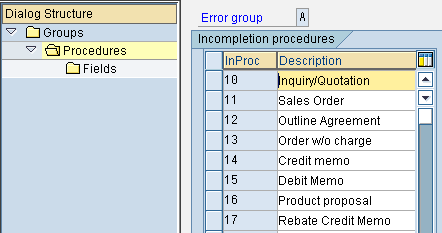 Dialog Structure
Groups
Procedures
Fields
Error group A
Incompletion procedures
InProc Description
10 Inquiry/Quotation
11 Sales Order
12 Outline Agreement
13 Order w/o charge
14 Credit memo
15 Debit Memo
16 Product proposal
17 Rebate Credit Memo